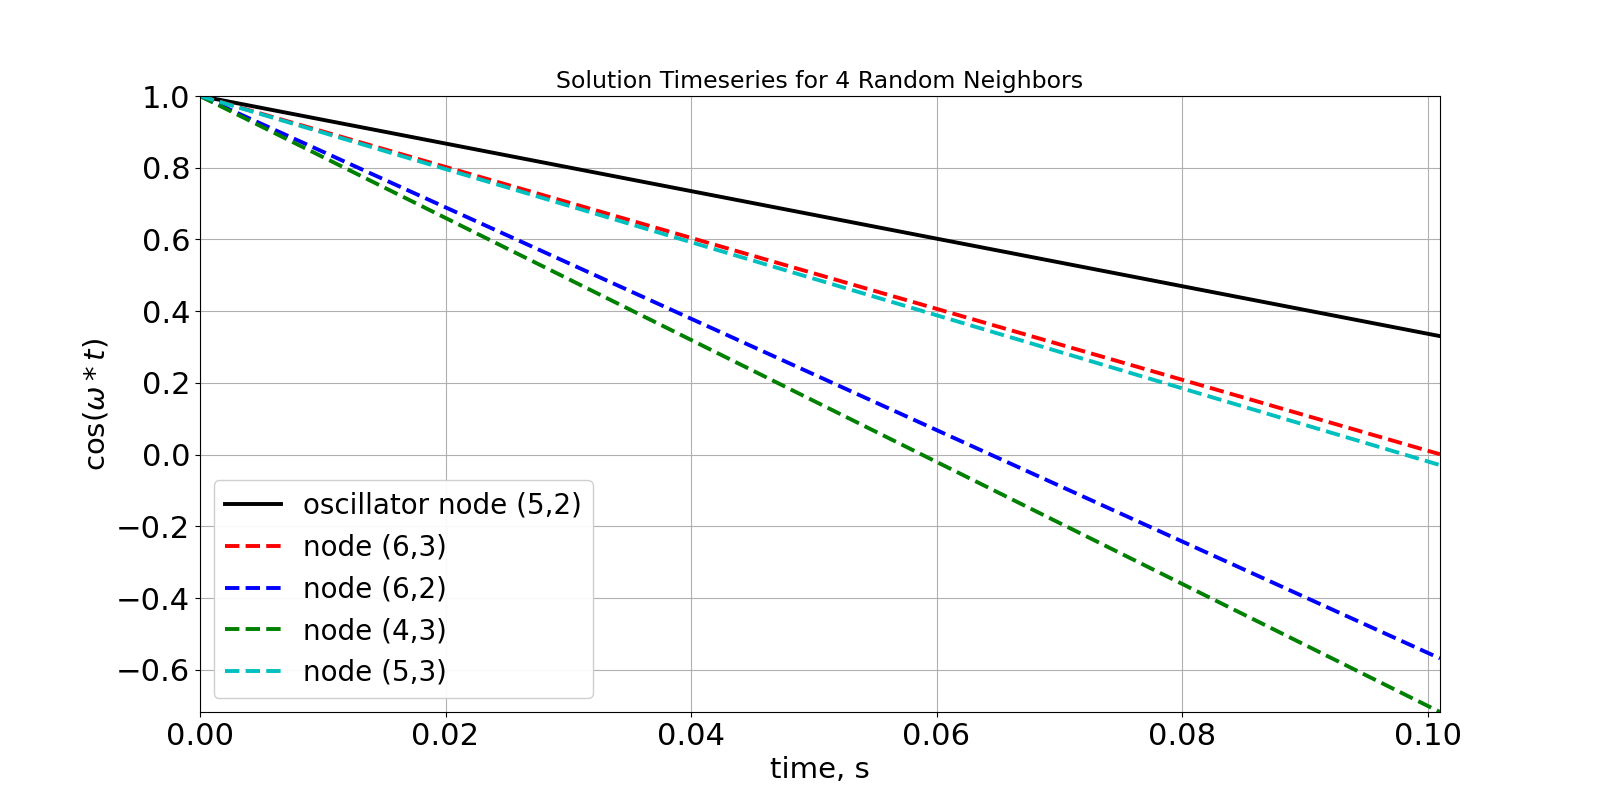 Solution Timeseries for 4 Random Neighbors
cos(ω * t)
1.0
0.8
0.6
0.4
0.2
0.0
−0.2
−0.4
−0.6
oscillator node (5,2)
node (6,3)
node (6,2)
node (4,3)
node (5,3)
0.00 0.02 0.04 0.06 0.08 0.10
time, s